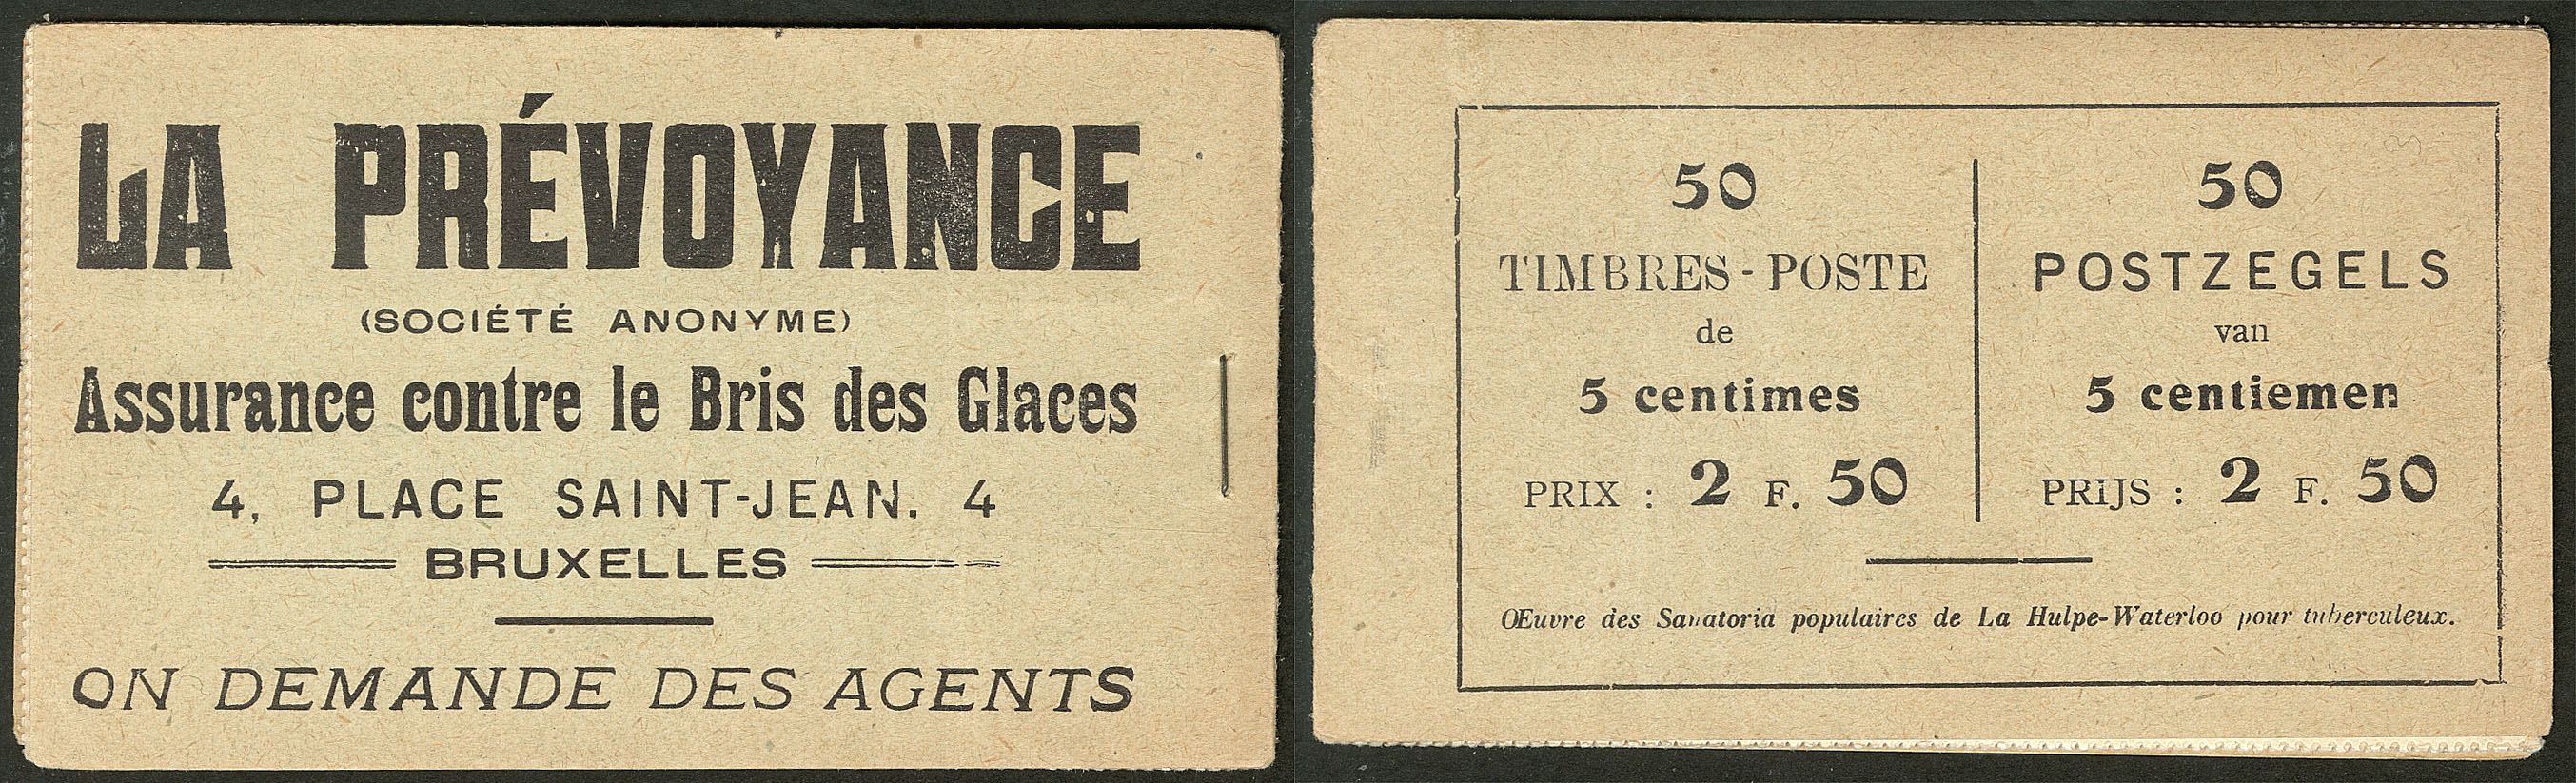 LA PRÉVOYANCE
(SOCIÉTÉ ANONYME)
Assurance contre le Bris des Glaces
4, PLACE SAINT-JEAN, 4
BRUXELLES
ON DEMANDE DES AGENTS
50
TIMBRES-POSTE
de
5 centimes
PRIX : 2 F. 50
50
POSTZEGELS
van
5 centiemen
PRIJS : 2 F. 50
Œuvre des Sanatoria populaires de La Hulpe-Waterloo pour tuberculeux.